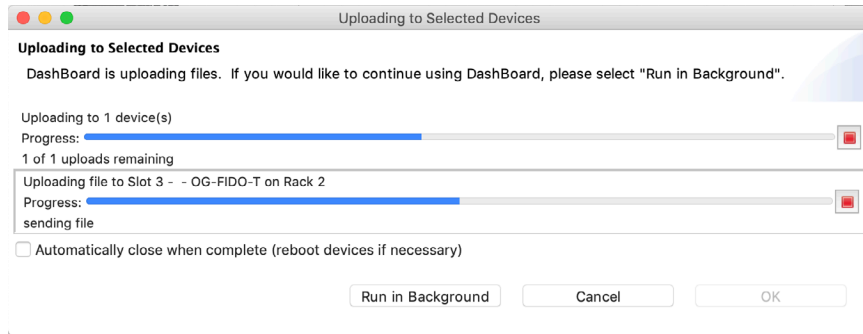 Uploading to Selected Devices
Uploading to Selected Devices
DashBoard is uploading files.  If you would like to continue using DashBoard, please select "Run in Background".
Uploading to 1 device(s)
Progress:
1 of 1 uploads remaining
Uploading file to Slot 3 -  - OG-FIDO-T on Rack 2
Progress:
sending file
Automatically close when complete (reboot devices if necessary)
Run in Background Cancel OK